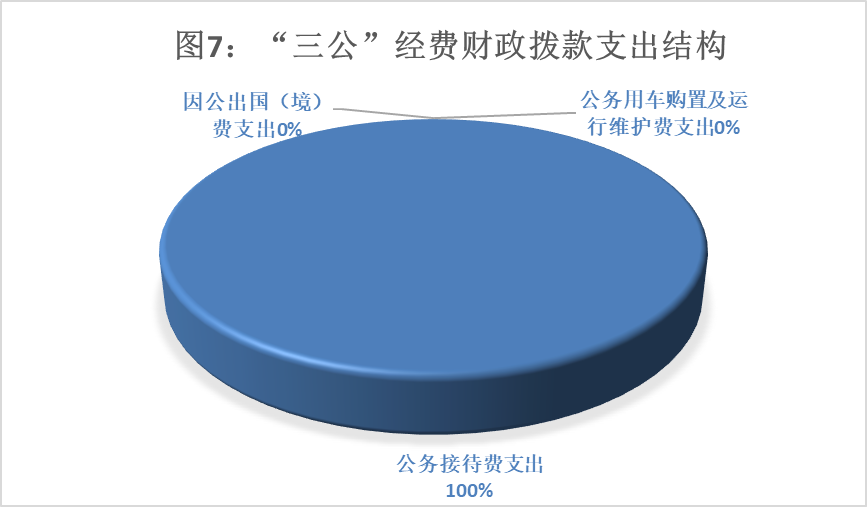 图7：“三公”经费财政拨款支出结构
因公出国（境）
费支出0%
公务用车购置及运
行维护费支出0%
公务接待费支出
100%